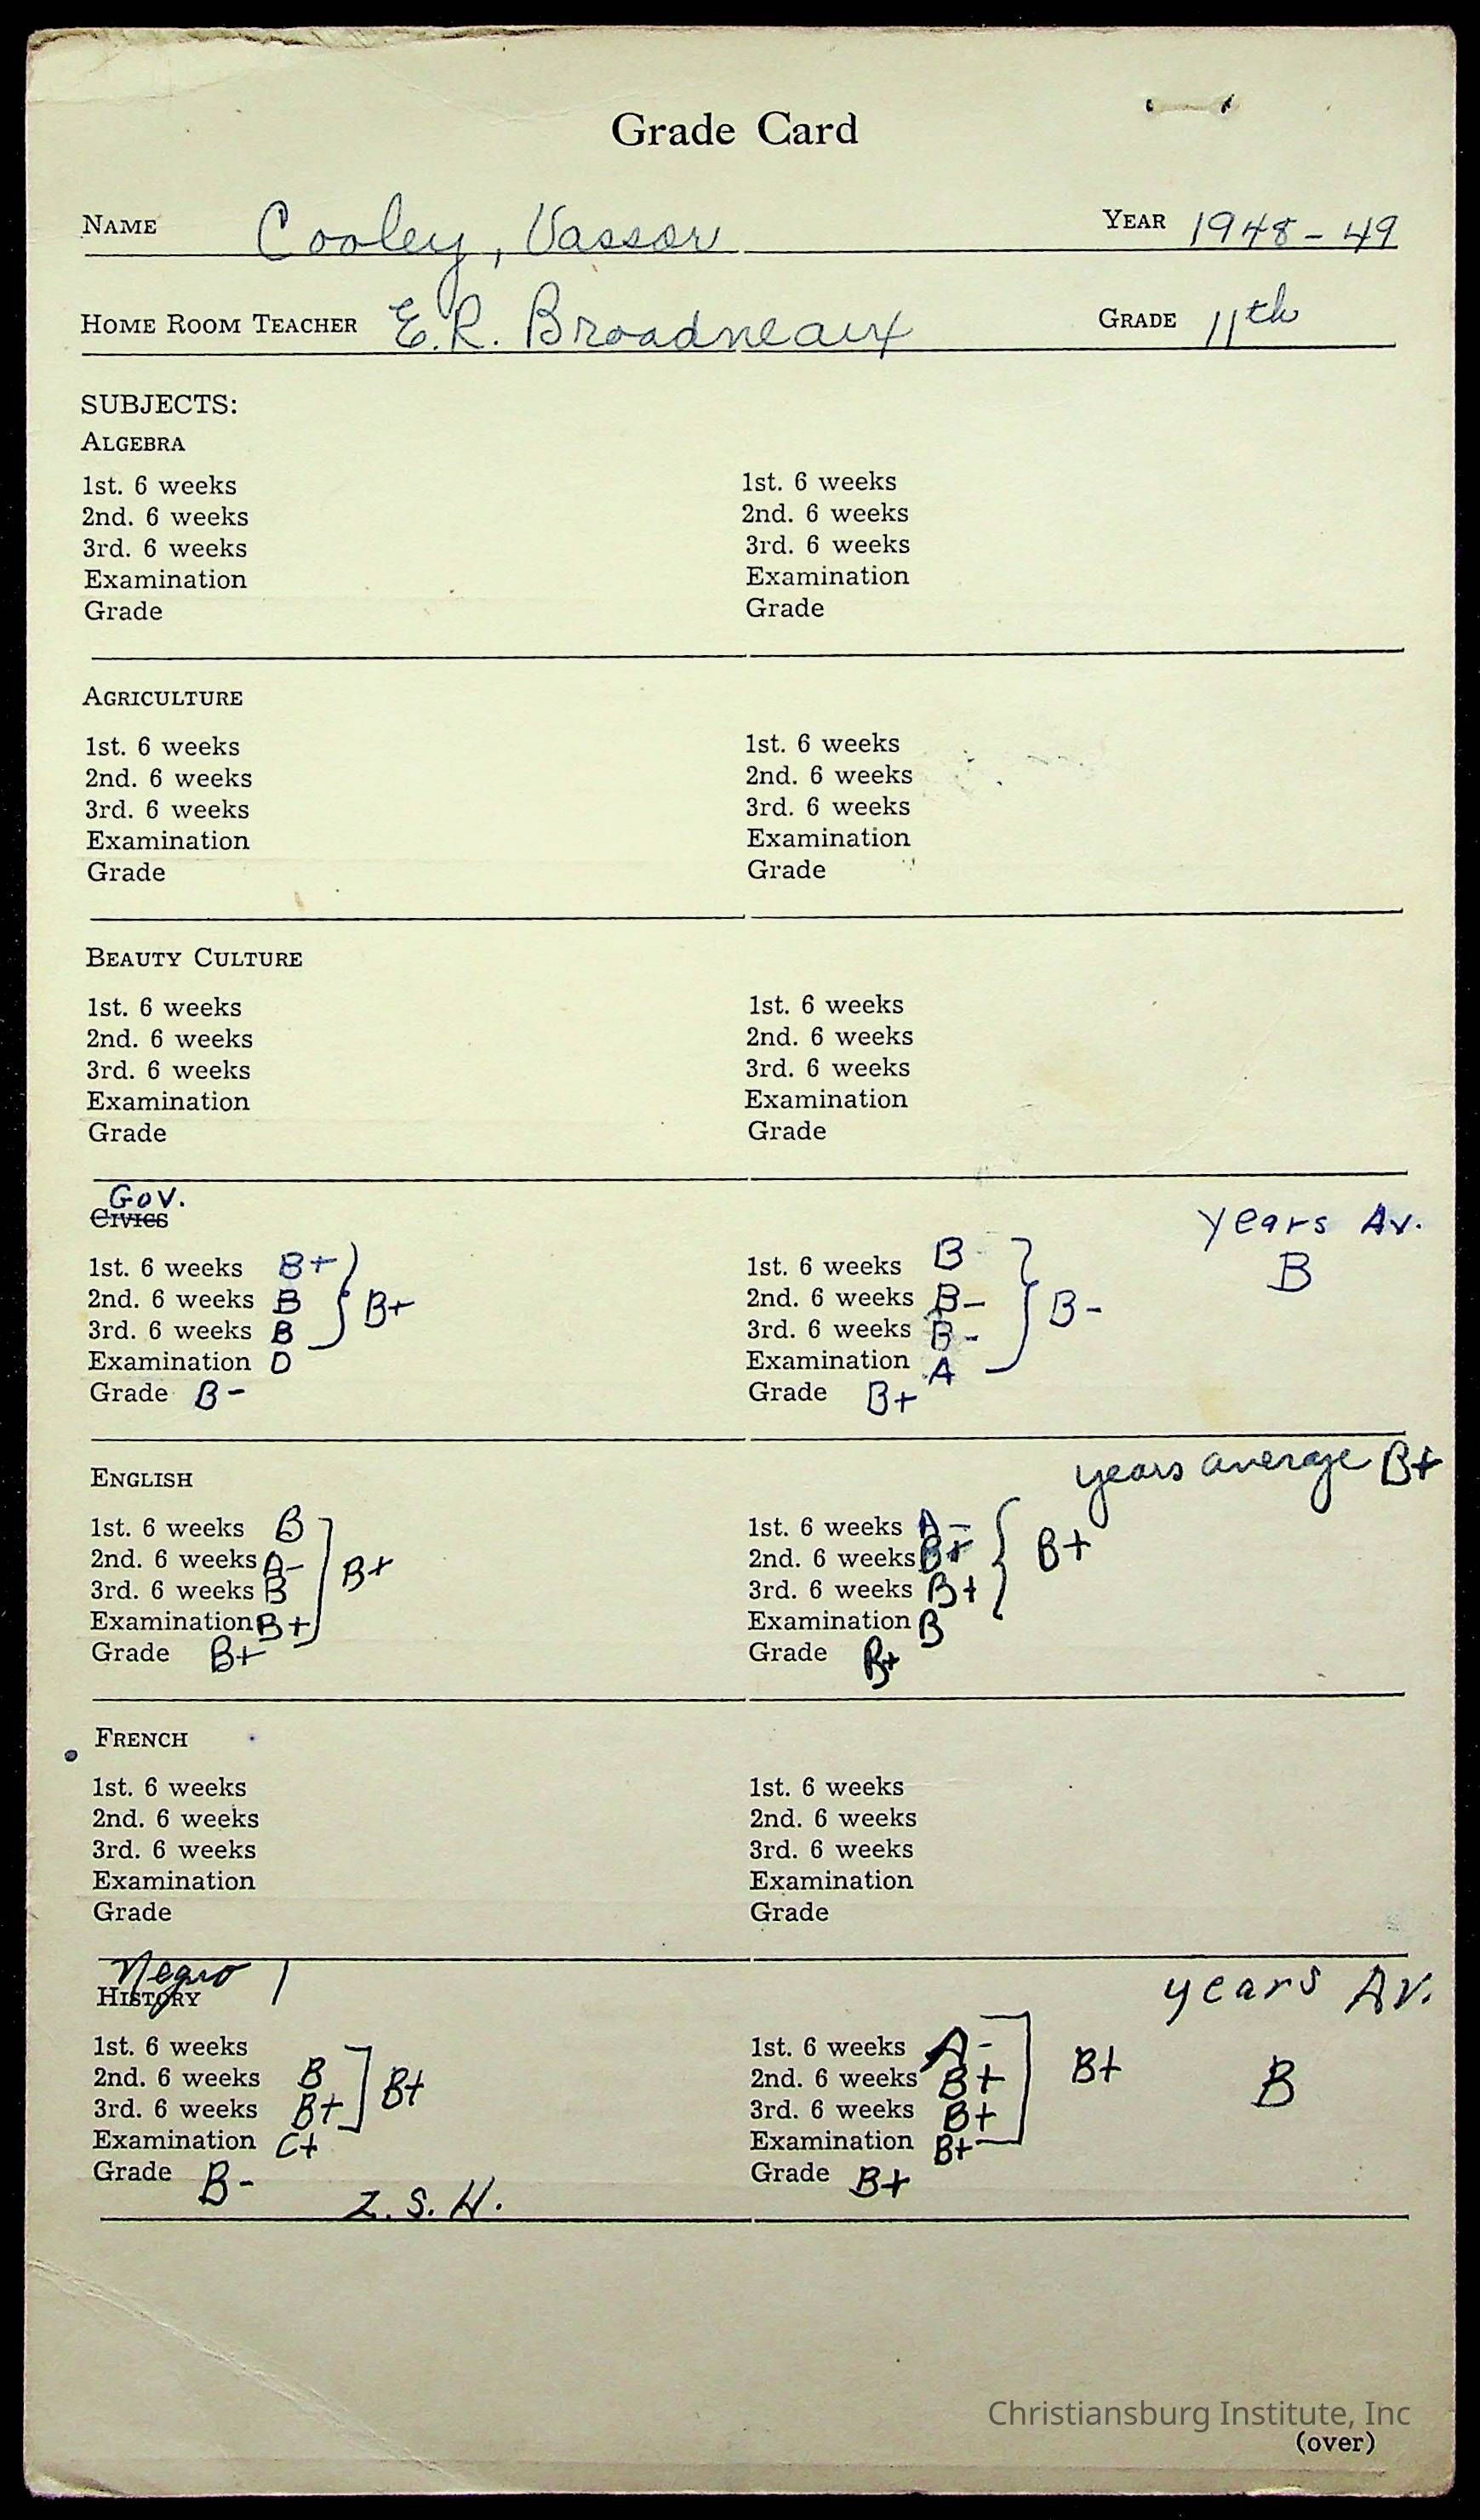 Grade Card
NAME Cooley, Vassor YEAR 1948-49
HOME ROOM TEACHER E.R. Broadneaux GRADE 11th
SUBJECTS:
ALGEBRA
1st. 6 weeks 1st. 6 weeks
2nd. 6 weeks 2nd. 6 weeks
3rd. 6 weeks 3rd. 6 weeks
Examination Examination
Grade Grade
AGRICULTURE
1st. 6 weeks 1st. 6 weeks
2nd. 6 weeks 2nd. 6 weeks
3rd. 6 weeks 3rd. 6 weeks
Examination Examination
Grade Grade
BEAUTY CULTURE
1st. 6 weeks 1st. 6 weeks
2nd. 6 weeks 2nd. 6 weeks
3rd. 6 weeks 3rd. 6 weeks
Examination Examination
Grade Grade
Gov.
CIVICS years Av.
1st. 6 weeks B+ 1st. 6 weeks B B
2nd. 6 weeks B B+ 2nd. 6 weeks B- B-
3rd. 6 weeks B 3rd. 6 weeks B-
Examination D Examination A
Grade B- Grade B+
ENGLISH years average B+
1st. 6 weeks B 1st. 6 weeks A-
2nd. 6 weeks A- B+ 2nd. 6 weeks B+ B+
3rd. 6 weeks B 3rd. 6 weeks B+
Examination B+ Examination B
Grade B+ Grade B+
FRENCH
1st. 6 weeks 1st. 6 weeks
2nd. 6 weeks 2nd. 6 weeks
3rd. 6 weeks 3rd. 6 weeks
Examination Examination
Grade Grade
Negro
HISTORY years Av.
1st. 6 weeks 1st. 6 weeks A-
2nd. 6 weeks B B+ 2nd. 6 weeks B+ B+ B
3rd. 6 weeks B+ 3rd. 6 weeks B+
Examination C+ Examination B+
Grade B- Grade B+
Z.S.H.
Christiansburg Institute, Inc
(over)